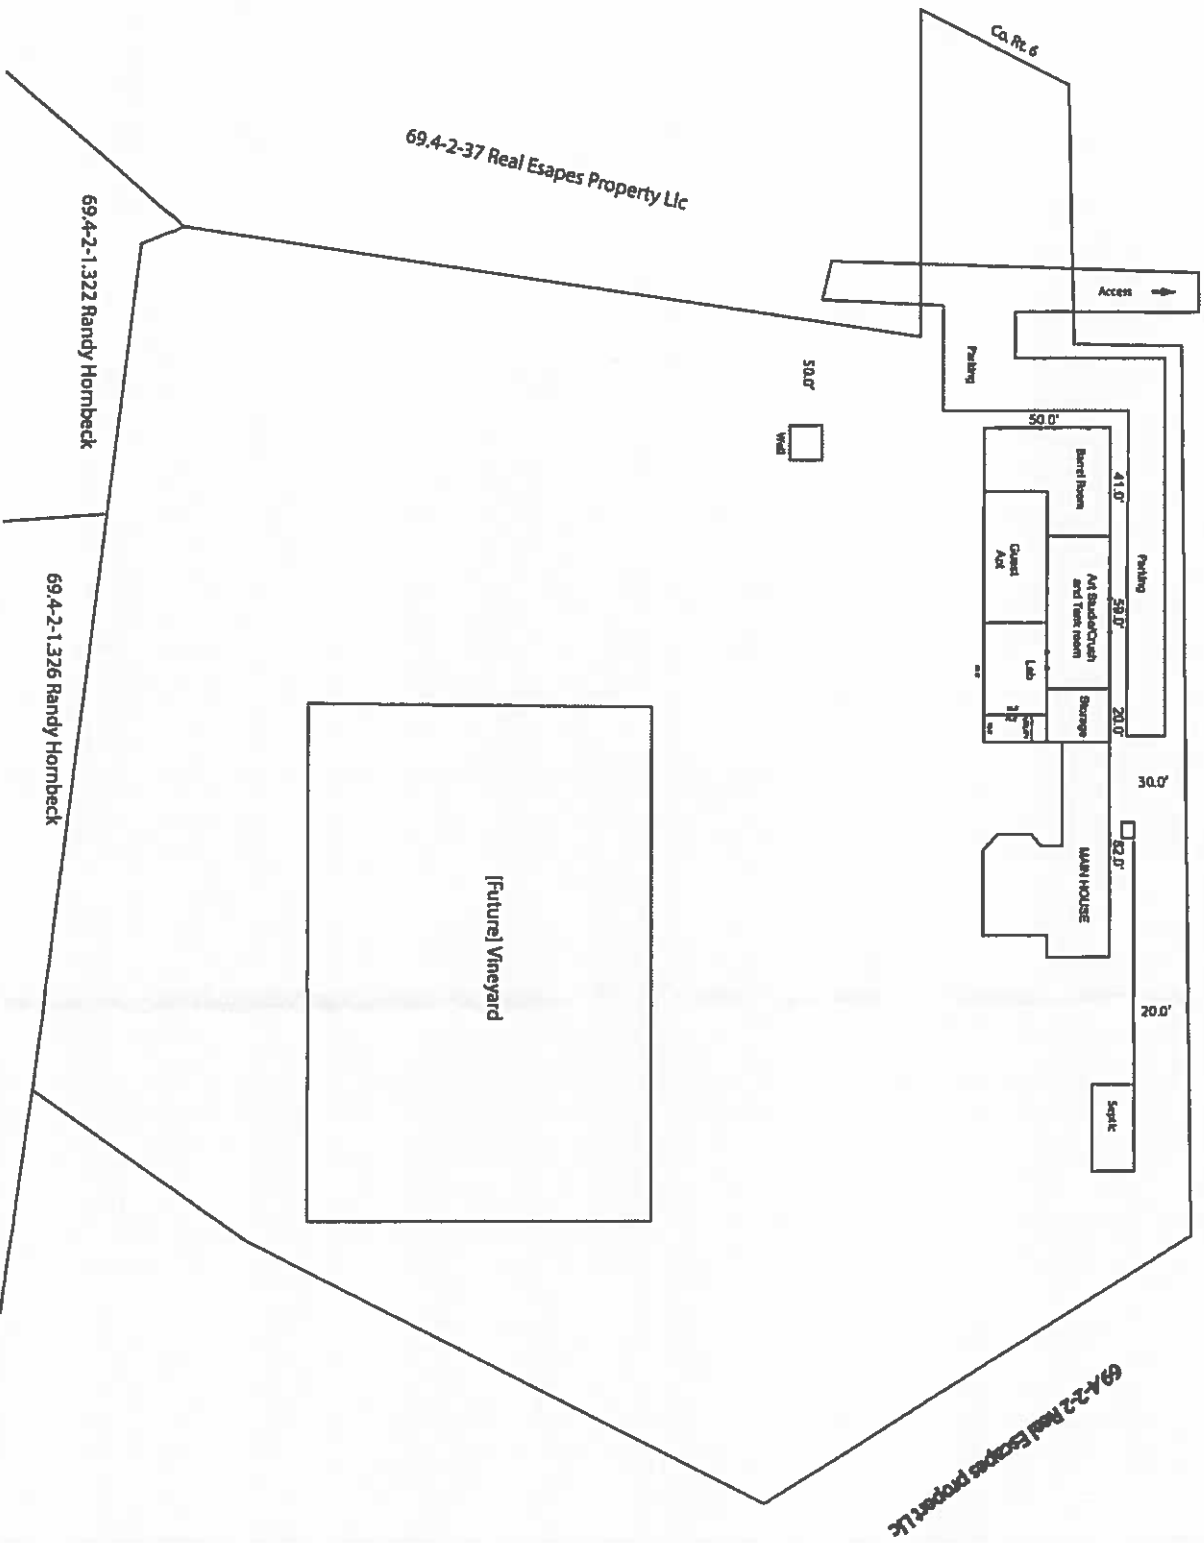 Co. Rt. 6
69.4-2-37 Real Esapes Property Llc
Access
Parking
50.0'
Well
50.0'
Barrel Room
41.0'
Parking
Guest
Apt
Art Studio/Crush
and Tank room
59.0'
Lab
Storage
20.0'
30.0'
MAIN HOUSE
82.0'
20.0'
Septic
[Future] Vineyard
69.4-2-1.322 Randy Hornbeck
69.4-2-1.326 Randy Hornbeck
69.4-2-2 Real Escapes propert Llc